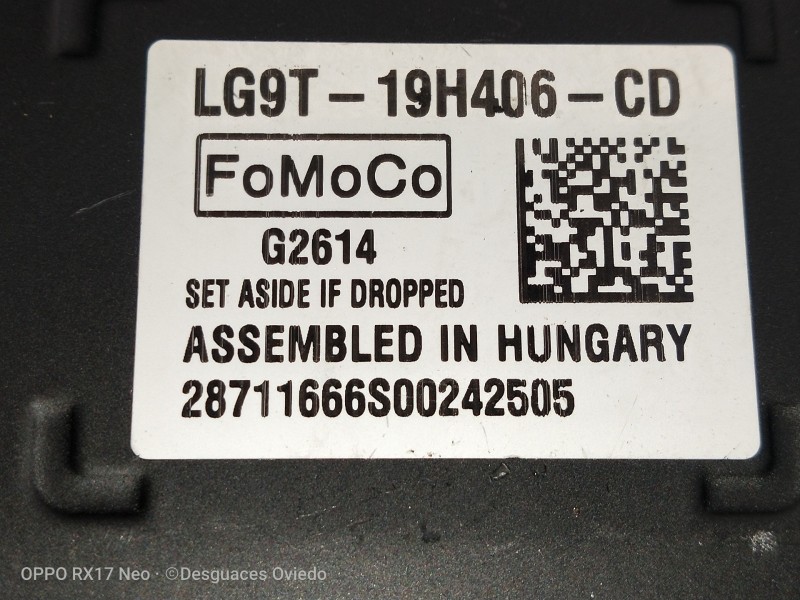 LG9T-19H406-CD
FoMoCo
G2614
SET ASIDE IF DROPPED
ASSEMBLED IN HUNGARY
28711666S00242505
OPPO RX17 Neo · ©Desguaces Oviedo